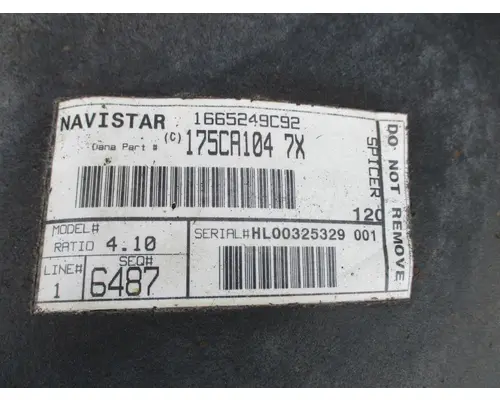 NAVISTAR 1665249C92
(C)
Dana Part # 175CA104 7X
SPICER
120
DO NOT REMOVE
MODEL#
RATIO 4.10
SERIAL#HL00325329 001
LINE# SEQ#
1 6487